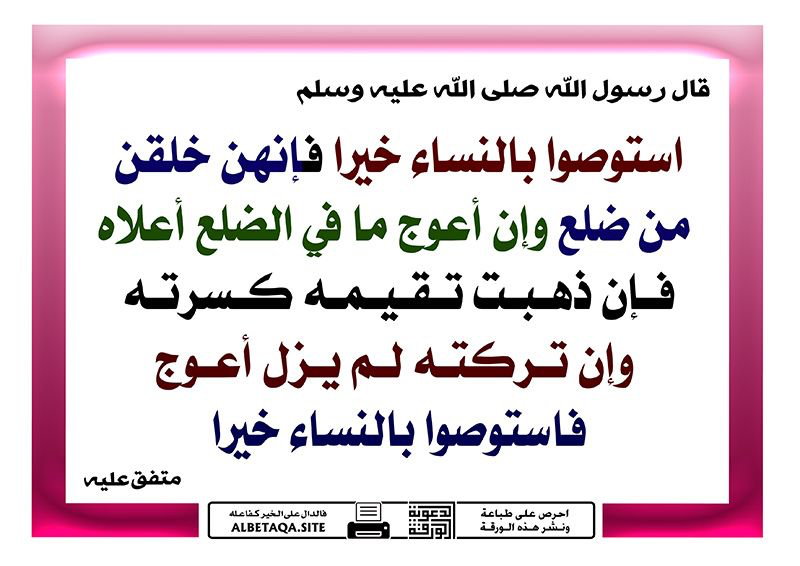 قال رسول الله صلى الله عليه وسلم
استوصوا بالنساء خيرا فإنهن خلقن
من ضلع وإن أعوج ما في الضلع أعلاه
فإن ذهبت تقيمه كسرته
وإن تركته لم يزل أعوج
فاستوصوا بالنساء خيرا
متفق عليه
احرص على طباعة
ونشر هذه الورقة
الورقة الدعوية
فالدال على الخير كفاعله
ALBETAQA.SITE